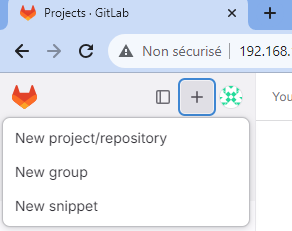 Projects · GitLab
Non sécurisé
192.168.
You
New project/repository
New group
New snippet